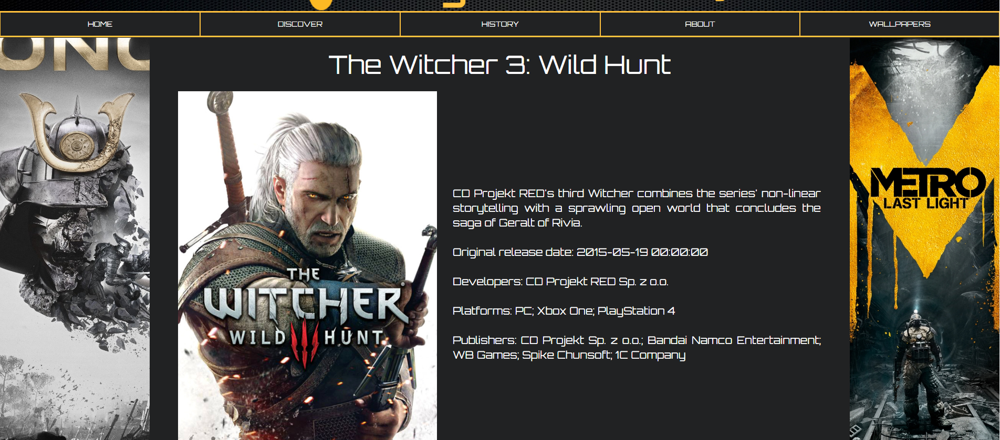 HOME
DISCOVER
HISTORY
ABOUT
WALLPAPERS
The Witcher 3: Wild Hunt
THE
WITCHER
WILD HUNT
CD Projekt RED's third Witcher combines the series' non-linear
storytelling with a sprawling open world that concludes the
saga of Geralt of Rivia.
Original release date: 2015-05-19 00:00:00
Developers: CD Projekt RED Sp. z o.o.
Platforms: PC; Xbox One; PlayStation 4
Publishers: CD Projekt Sp. z o.o.; Bandai Namco Entertainment;
WB Games; Spike Chunsoft; 1C Company
METRO
LAST LIGHT